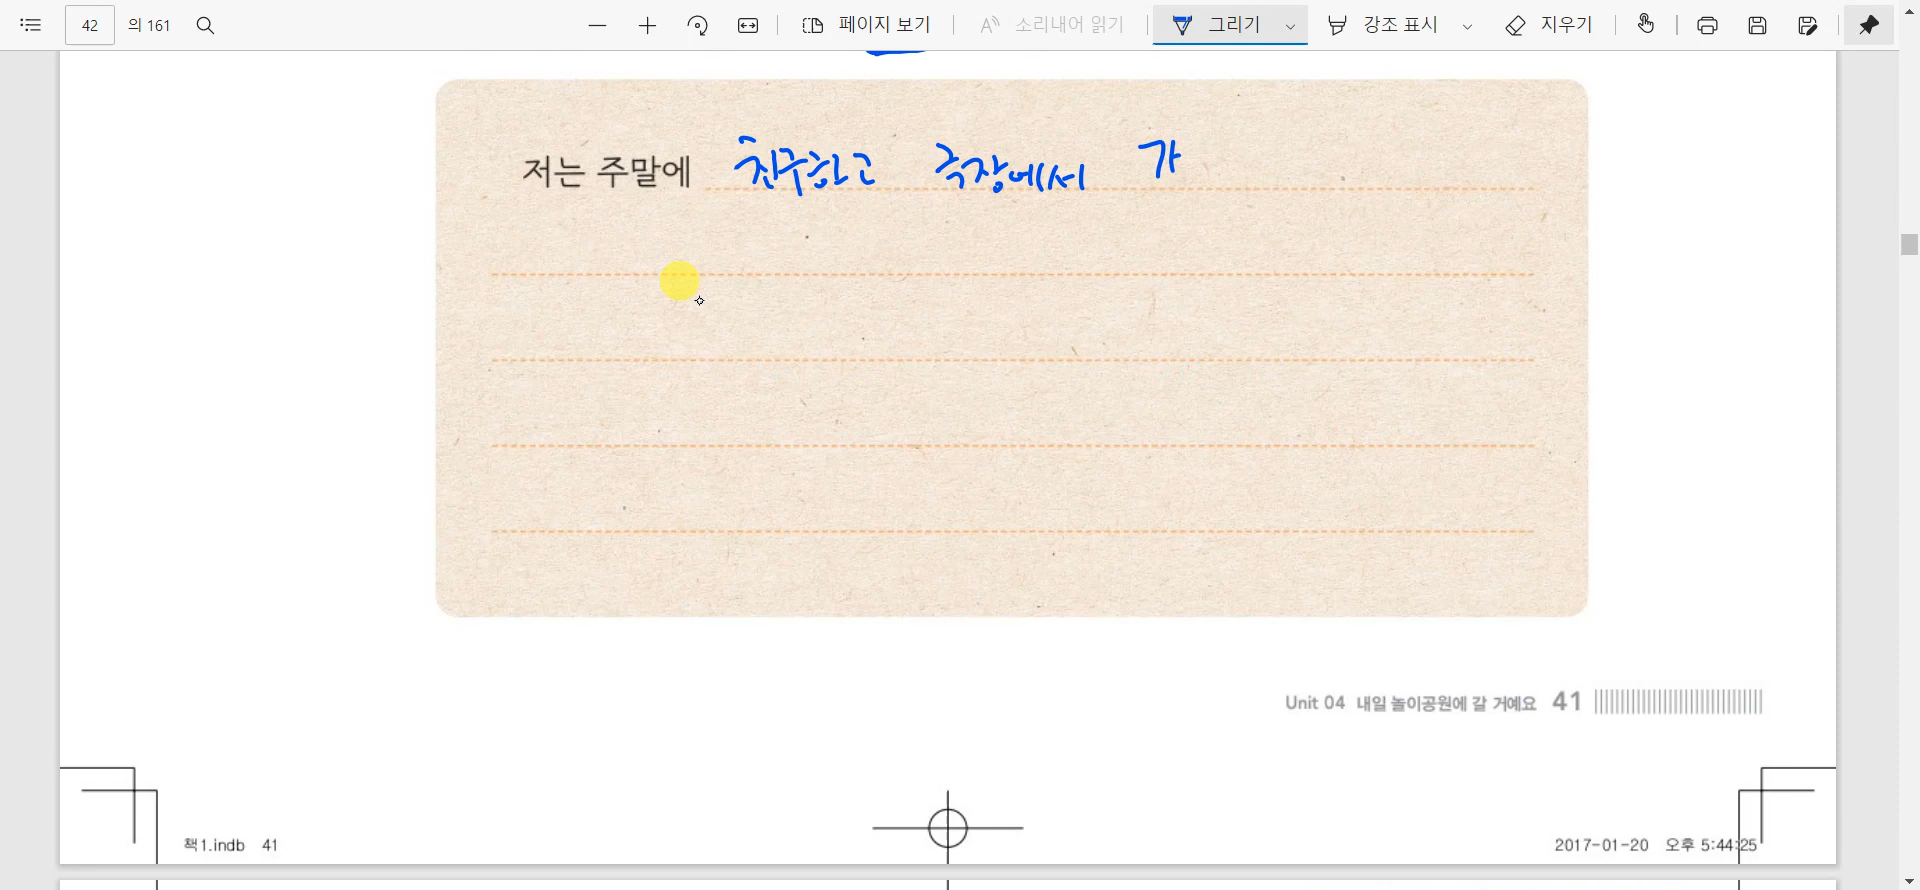 42 의 161 페이지 보기 소리내어 읽기 그리기 강조 표시 지우기
저는 주말에 친구하고 극장에서 가
Unit 04 내일 놀이공원에 갈 거예요 41
책1.indb 41 2017-01-20 오후 5:44:25